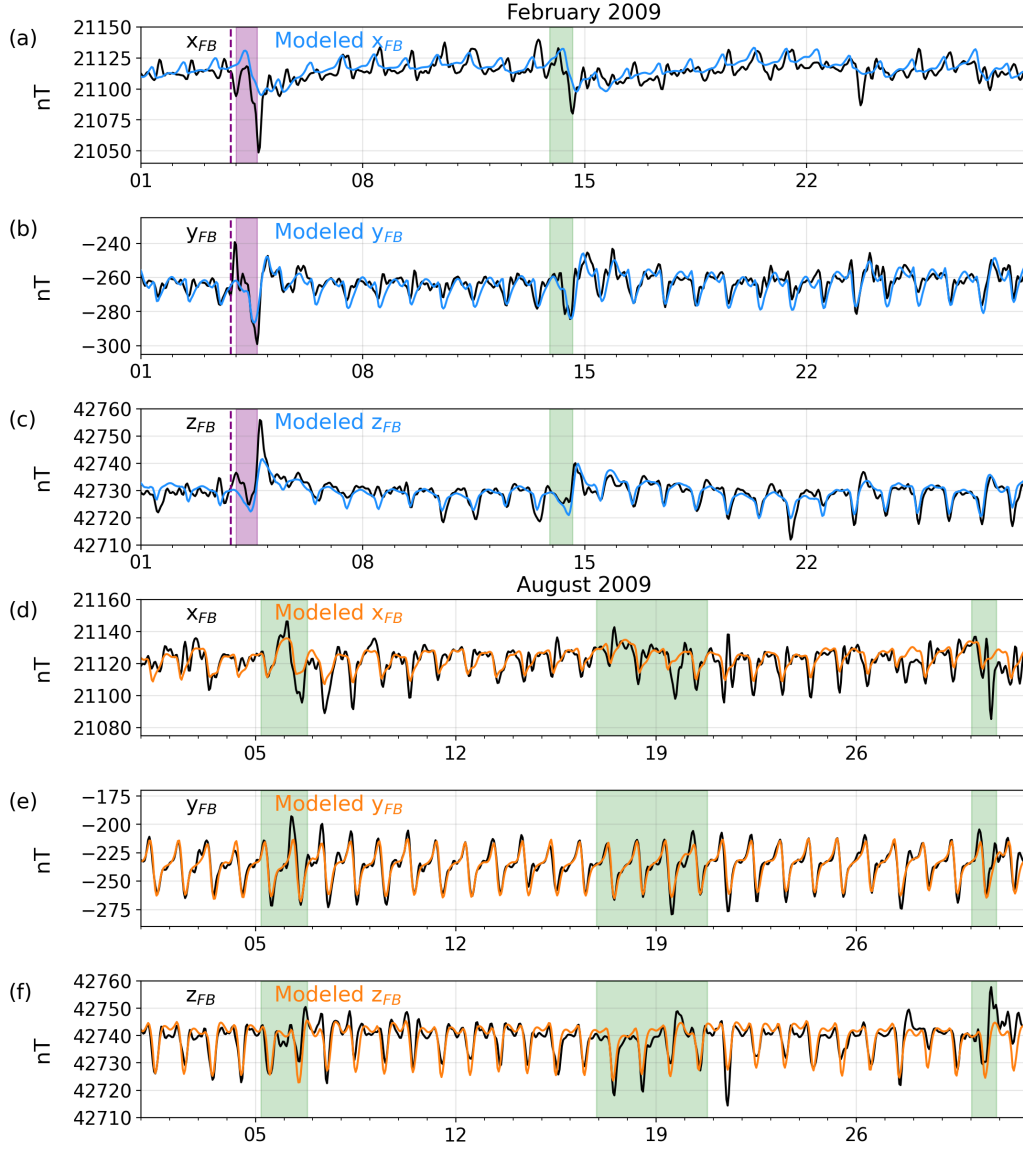 February 2009
(a)
x_FB Modeled x_FB
nT
21150
21125
21100
21075
21050
01 08 15 22
(b)
y_FB Modeled y_FB
nT
−240
−260
−280
−300
01 08 15 22
(c)
z_FB Modeled z_FB
nT
42760
42740
42730
42720
42710
01 08 15 22
August 2009
(d)
x_FB Modeled x_FB
nT
21160
21140
21120
21100
21080
05 12 19 26
(e)
y_FB Modeled y_FB
nT
−175
−200
−225
−250
−275
05 12 19 26
(f)
z_FB Modeled z_FB
nT
42760
42740
42730
42720
42710
05 12 19 26